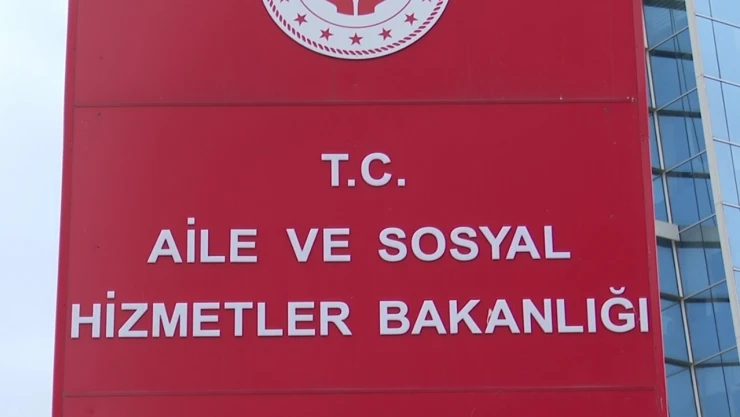 T.C.
AİLE VE SOSYAL
HİZMETLER BAKANLIĞI